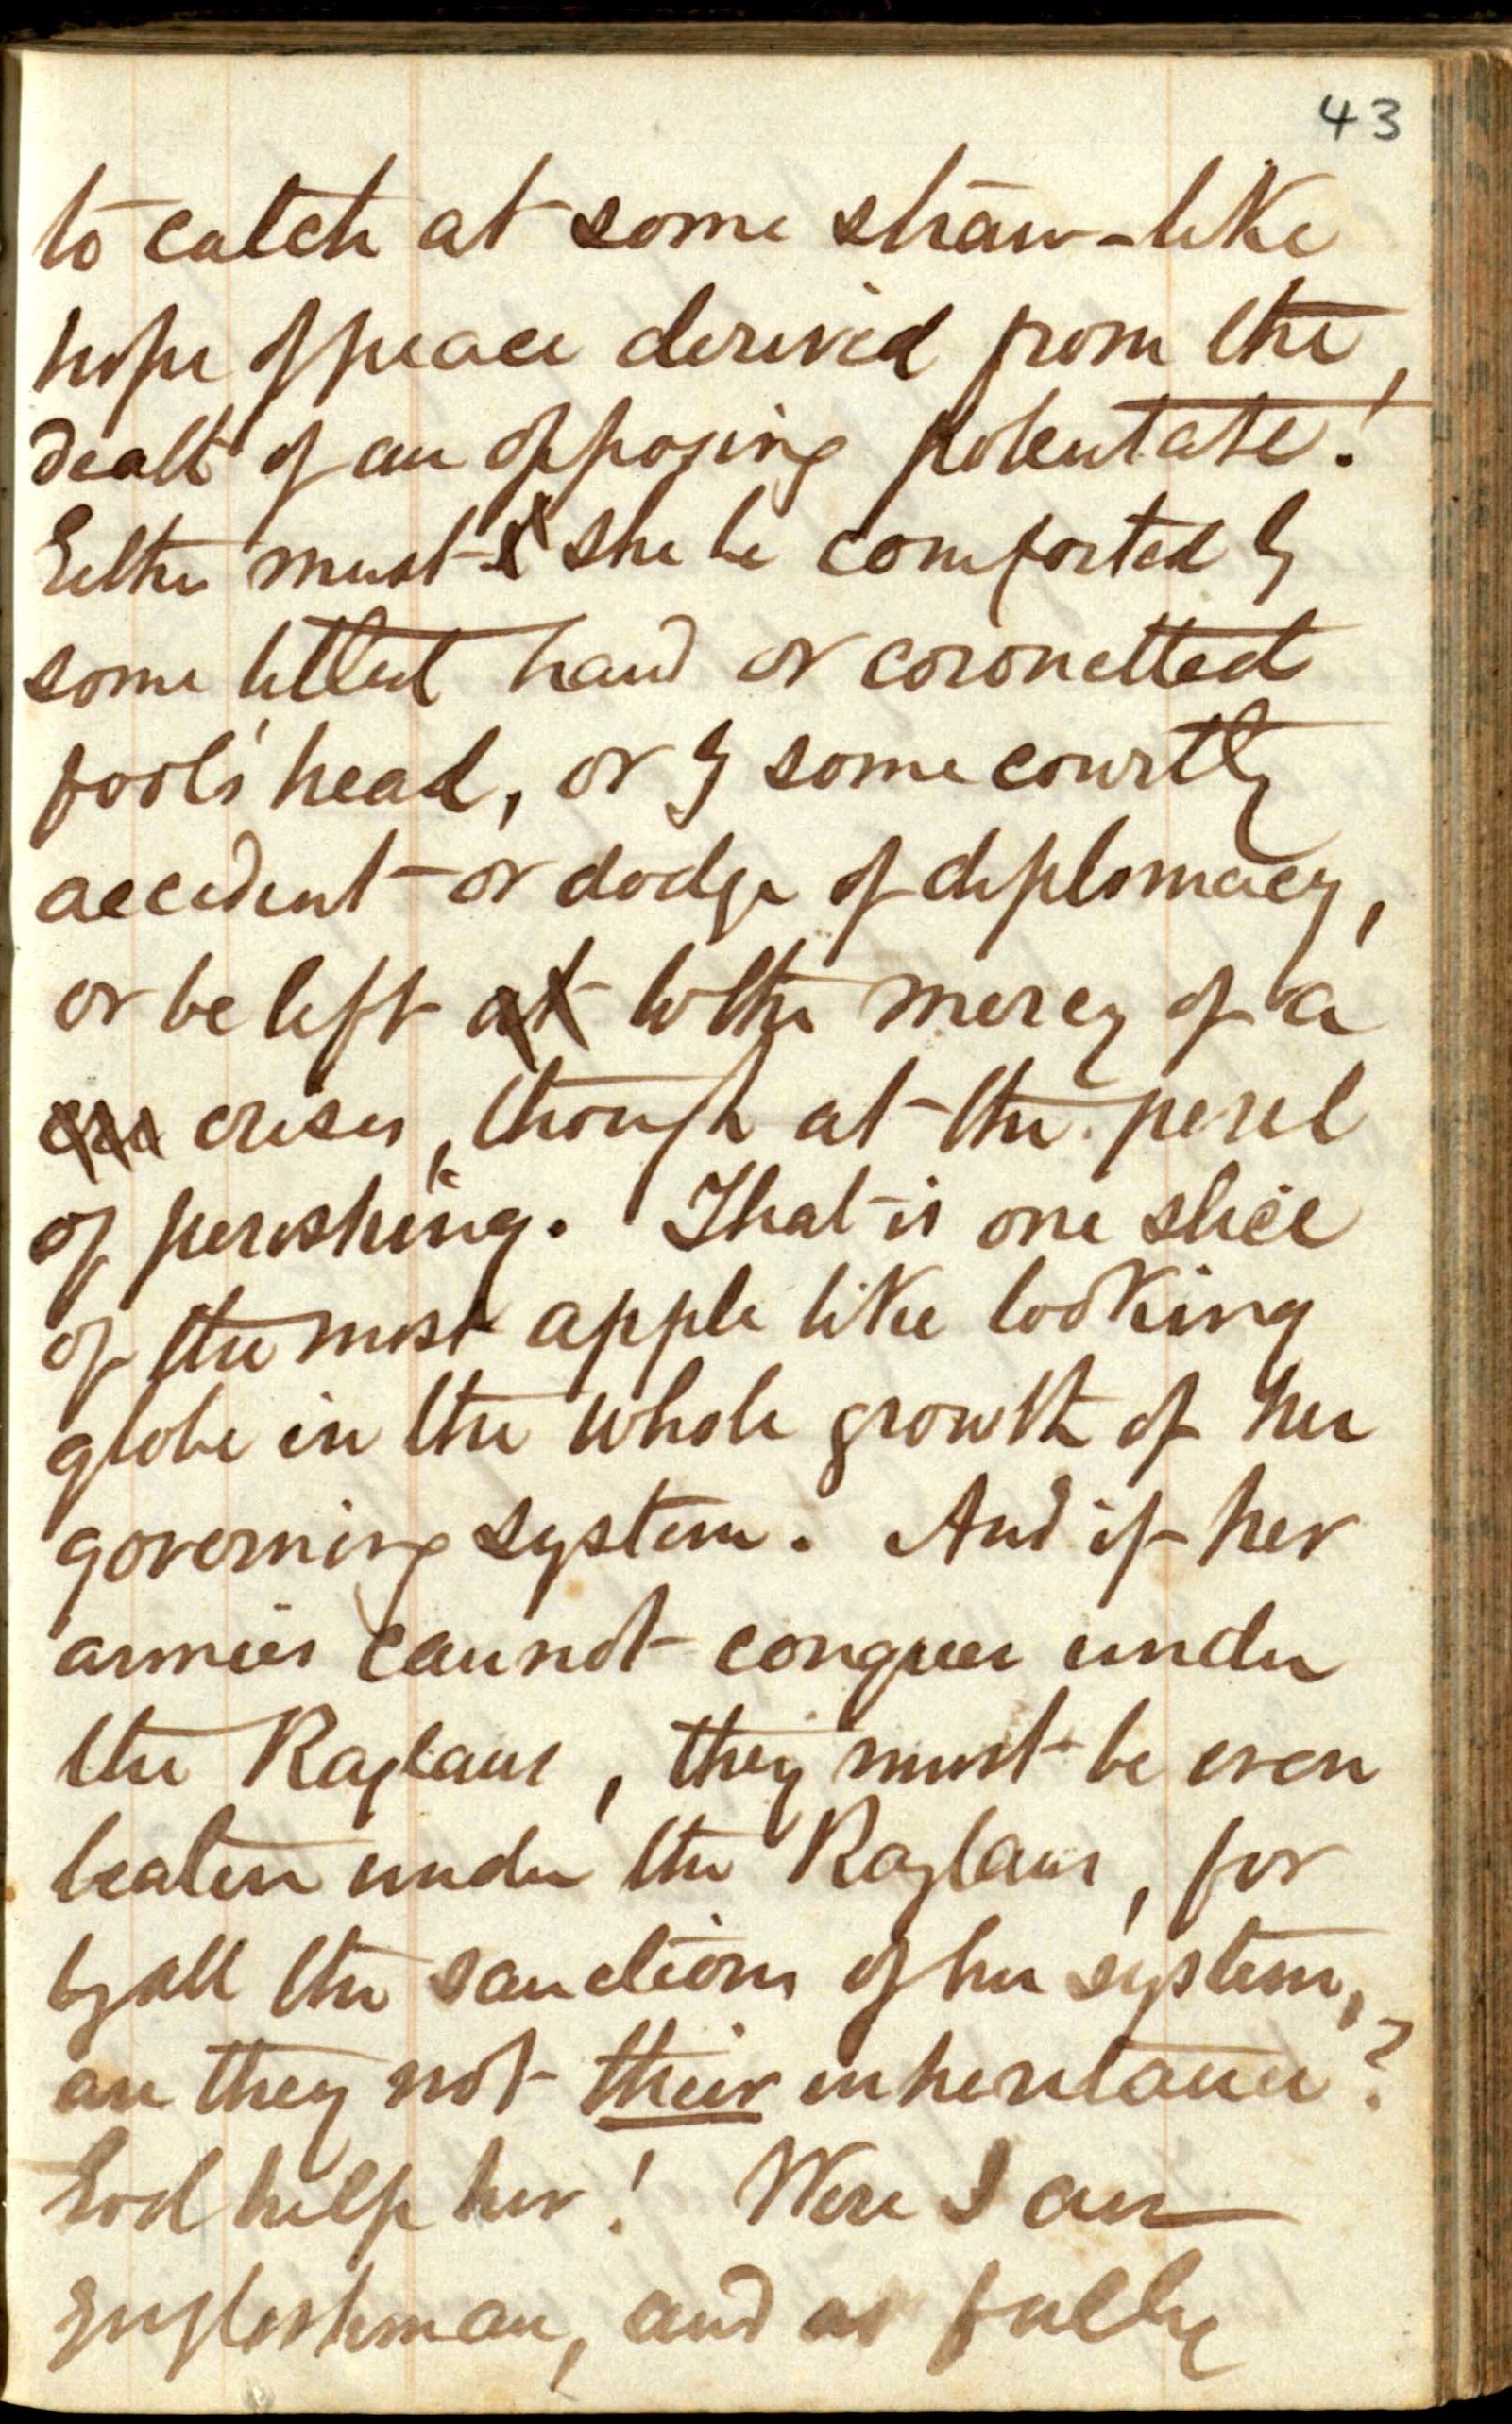 43
to catch at some straw-like
hope of peace derived from the
death of an opposing potentate!
Either must she be comforted by
some titled hand or coronetted
fool's head, or by some courtly
accident or dodge of diplomacy,
or be left at to the mercy of a
crisis, though at the peril
of perishing. That is one slice
of the most apple like looking
globe in the whole growth of her
governing system. And if her
armies cannot conquer under
the Raglans, they must be even
beaten under the Raglans, for
by all the sanctions of her system,
are they not their inheritance?
God help her! Were I an
Englishman, and as fully